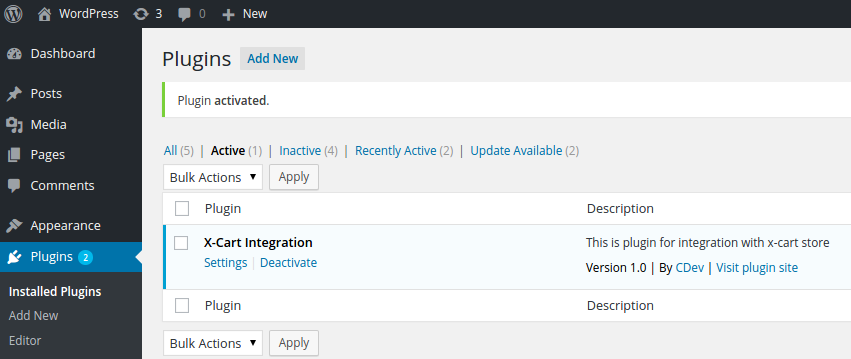 WordPress 3 0 + New
Dashboard
Posts
Media
Pages
Comments
Appearance
Plugins 2
Installed Plugins
Add New
Editor
Plugins Add New
Plugin activated.
All (5) | Active (1) | Inactive (4) | Recently Active (2) | Update Available (2)
Bulk Actions Apply
Plugin Description
X-Cart Integration This is plugin for integration with x-cart store
Settings | Deactivate Version 1.0 | By CDev | Visit plugin site
Plugin Description
Bulk Actions Apply